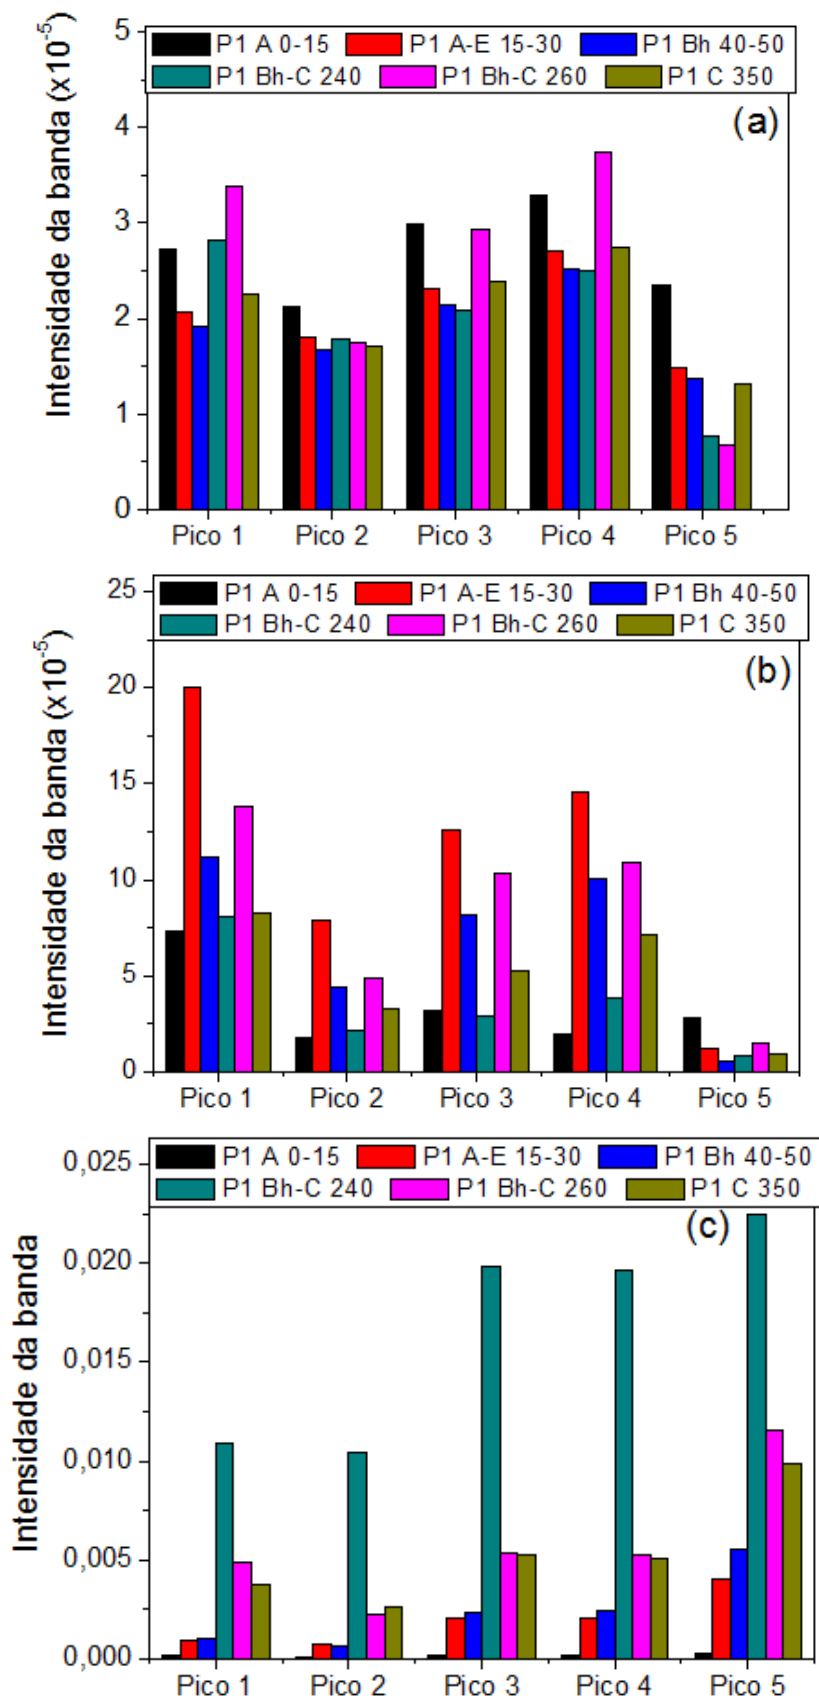 5
P1 A 0-15 P1 A-E 15-30 P1 Bh 40-50
P1 Bh-C 240 P1 Bh-C 260 P1 C 350
(a)
Intensidade da banda (x10⁻⁵)
4
3
2
1
0
Pico 1 Pico 2 Pico 3 Pico 4 Pico 5
25
P1 A 0-15 P1 A-E 15-30 P1 Bh 40-50
P1 Bh-C 240 P1 Bh-C 260 P1 C 350
(b)
Intensidade da banda (x10⁻⁵)
20
15
10
5
0
Pico 1 Pico 2 Pico 3 Pico 4 Pico 5
0,025
P1 A 0-15 P1 A-E 15-30 P1 Bh 40-50
P1 Bh-C 240 P1 Bh-C 260 P1 C 350
(c)
Intensidade da banda
0,020
0,015
0,010
0,005
0,000
Pico 1 Pico 2 Pico 3 Pico 4 Pico 5